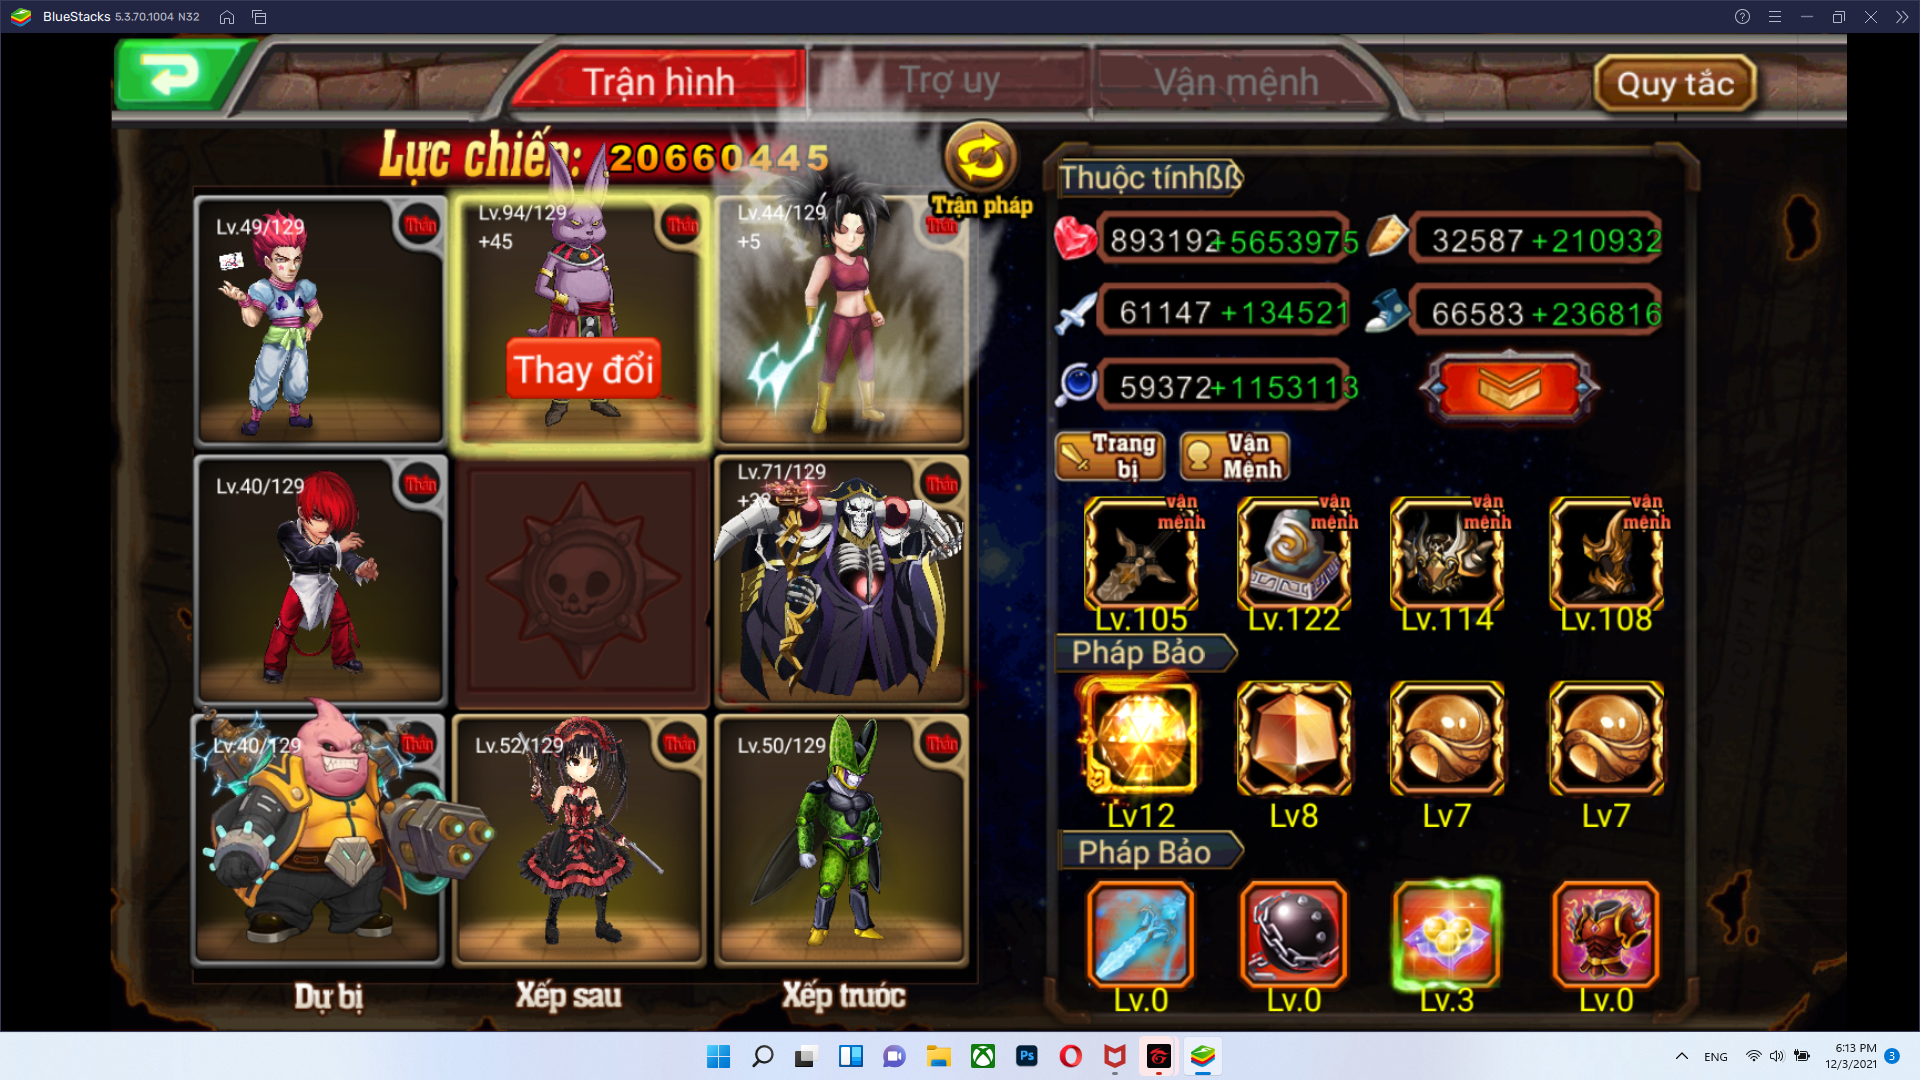 BlueStacks 5.3.70.1004 N32
Trận hình
Trợ uy
Vận mệnh
Quy tắc
Lực chiến: 20660445
Trận pháp
Lv.49/129
Thần
Lv.94/129
+45
Thần
Lv.44/129
+5
Thần
Thay đổi
Lv.40/129
Thần
Lv.71/129
Thần
Lv.40/129
Thần
Lv.52/129
Thần
Lv.50/129
Thần
Dự bị
Xếp sau
Xếp trước
Thuộc tínhßß
893192+5653975
32587 +210932
61147 +134521
66583 +236816
59372+1153113
Trang bị
Vận Mệnh
vận mệnh
vận mệnh
vận mệnh
vận mệnh
Lv.105
Lv.122
Lv.114
Lv.108
Pháp Bảo
Lv12
Lv8
Lv7
Lv7
Pháp Bảo
Lv.0
Lv.0
Lv.3
Lv.0
Ps
ENG
6:13 PM
12/3/2021
3